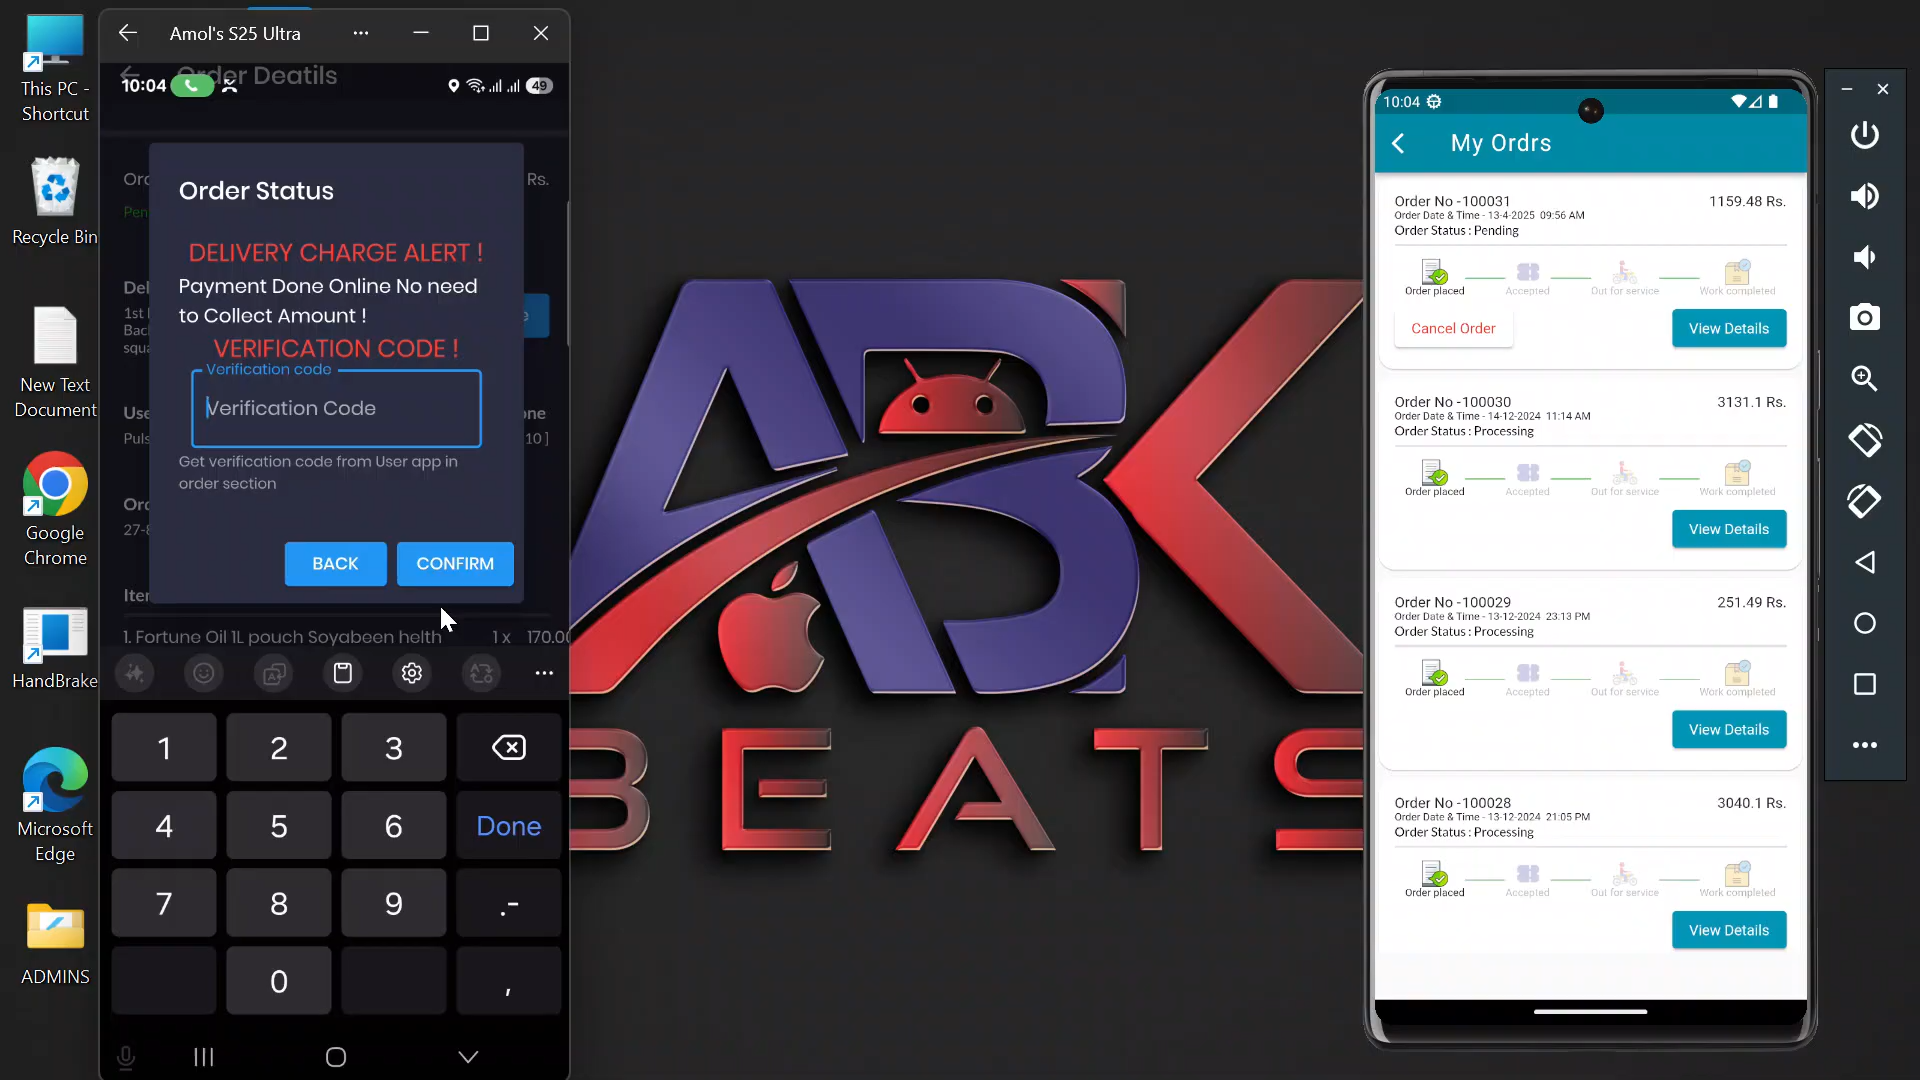 This PC -
Shortcut
Recycle Bin
New Text
Document
Google
Chrome
HandBrake
Microsoft
Edge
ADMINS
Amol's S25 Ultra
Order Deatils
10:04
49
Rs.
Order Status
DELIVERY CHARGE ALERT !
Payment Done Online No need
to Collect Amount !
VERIFICATION CODE !
Verification code
Verification Code
Get verification code from User app in
order section
BACK
CONFIRM
1. Fortune Oil 1L pouch Soyabeen helth 1 x 170.00
1 2 3
4 5 6 Done
7 8 9 .-
0 ,
ABK
BEATS
10:04
My Ordrs
Order No -100031 1159.48 Rs.
Order Date & Time - 13-4-2025 09:56 AM
Order Status : Pending
Order placed Accepted Out for service Work completed
Cancel Order View Details
Order No -100030 3131.1 Rs.
Order Date & Time - 14-12-2024 11:14 AM
Order Status : Processing
Order placed Accepted Out for service Work completed
View Details
Order No -100029 251.49 Rs.
Order Date & Time - 13-12-2024 23:13 PM
Order Status : Processing
Order placed Accepted Out for service Work completed
View Details
Order No -100028 3040.1 Rs.
Order Date & Time - 13-12-2024 21:05 PM
Order Status : Processing
Order placed Accepted Out for service Work completed
View Details